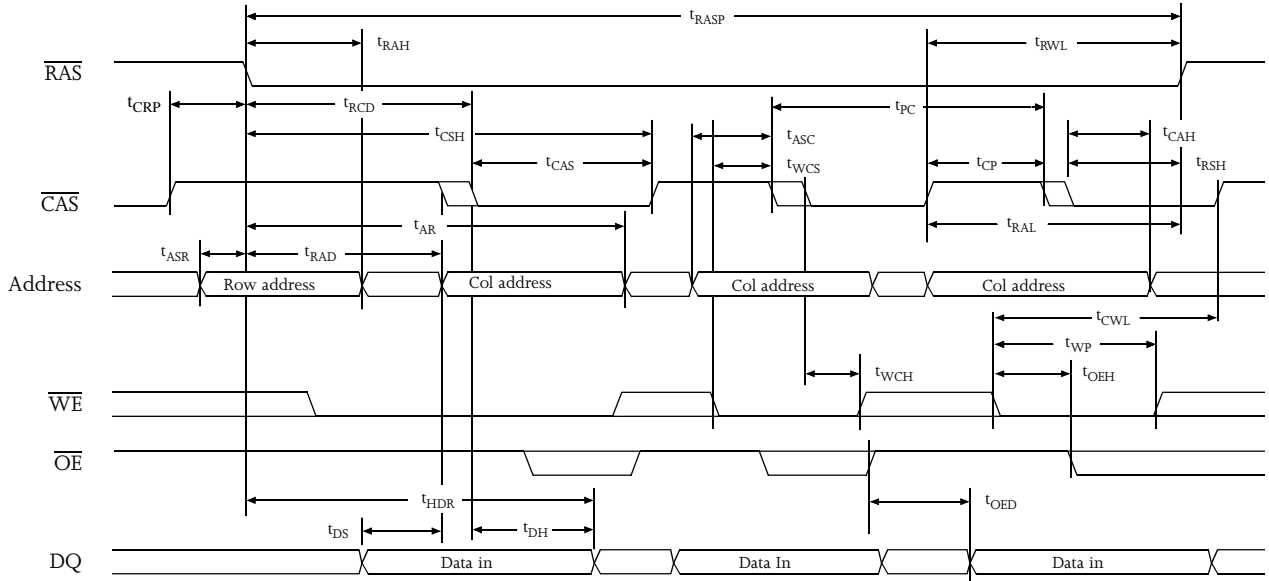 tRASP
tRAH
tRWL
RAS
tCRP
tRCD
tPC
tCSH
tASC
tCAH
tCAS
tWCS
tCP
tRSH
CAS
tAR
tRAL
tASR
tRAD
Address
Row address
Col address
Col address
Col address
tCWL
tWP
tWCH
tOEH
WE
OE
tHDR
tOED
tDS
tDH
DQ
Data in
Data In
Data in